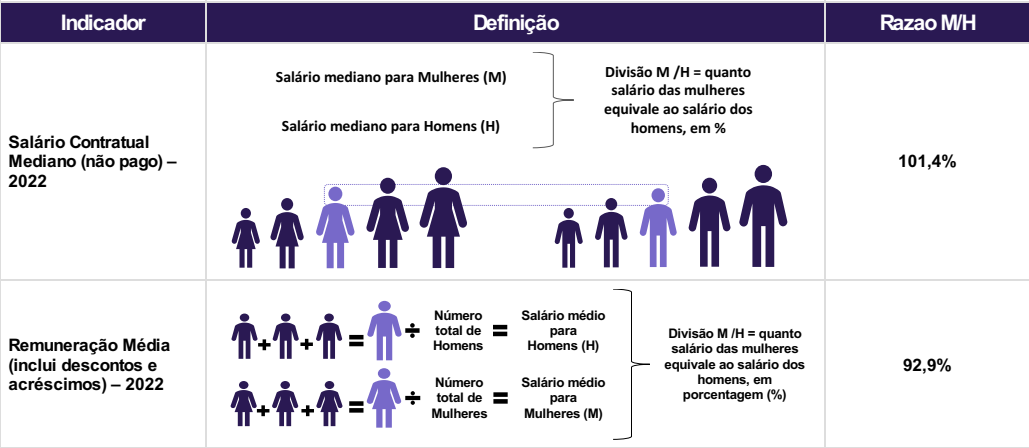 Indicador
Definição
Razao M/H
Salário Contratual
Mediano (não pago) –
2022
Salário mediano para Mulheres (M)
Salário mediano para Homens (H)
Divisão M /H = quanto
salário das mulheres
equivale ao salário dos
homens, em %
101,4%
Remuneração Média
(inclui descontos e
acréscimos) – 2022
+ + = ÷
Número
total de
Homens
=
Salário médio
para
Homens (H)
+ + = ÷
Número
total de
Mulheres
=
Salário médio
para
Mulheres (M)
Divisão M /H = quanto
salário das mulheres
equivale ao salário dos
homens, em
porcentagem (%)
92,9%